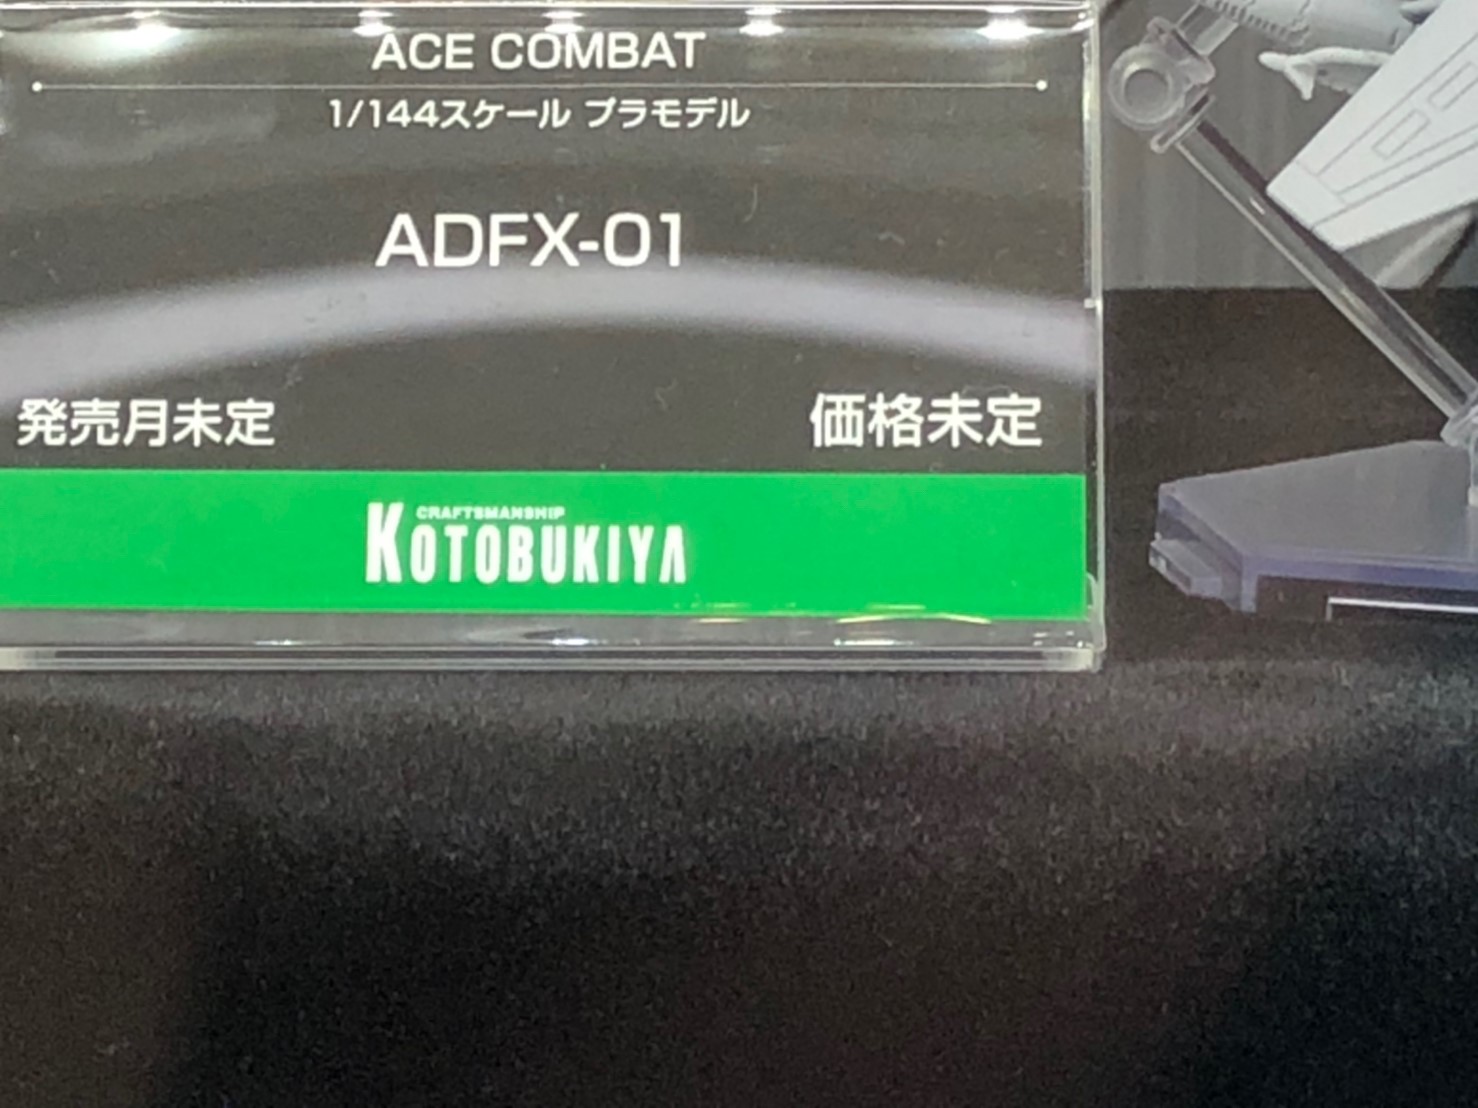 ACE COMBAT
1/144スケール プラモデル
ADFX-01
発売月未定 価格未定
CRAFTSMANSHIP
KOTOBUKIYA